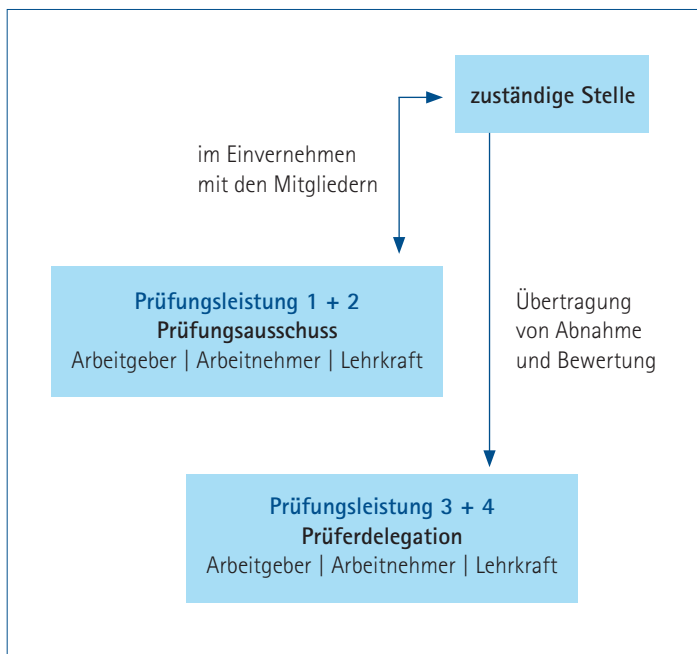 zuständige Stelle
im Einvernehmen
mit den Mitgliedern
Prüfungsleistung 1 + 2
Prüfungsausschuss
Arbeitgeber | Arbeitnehmer | Lehrkraft
Übertragung
von Abnahme
und Bewertung
Prüfungsleistung 3 + 4
Prüferdelegation
Arbeitgeber | Arbeitnehmer | Lehrkraft